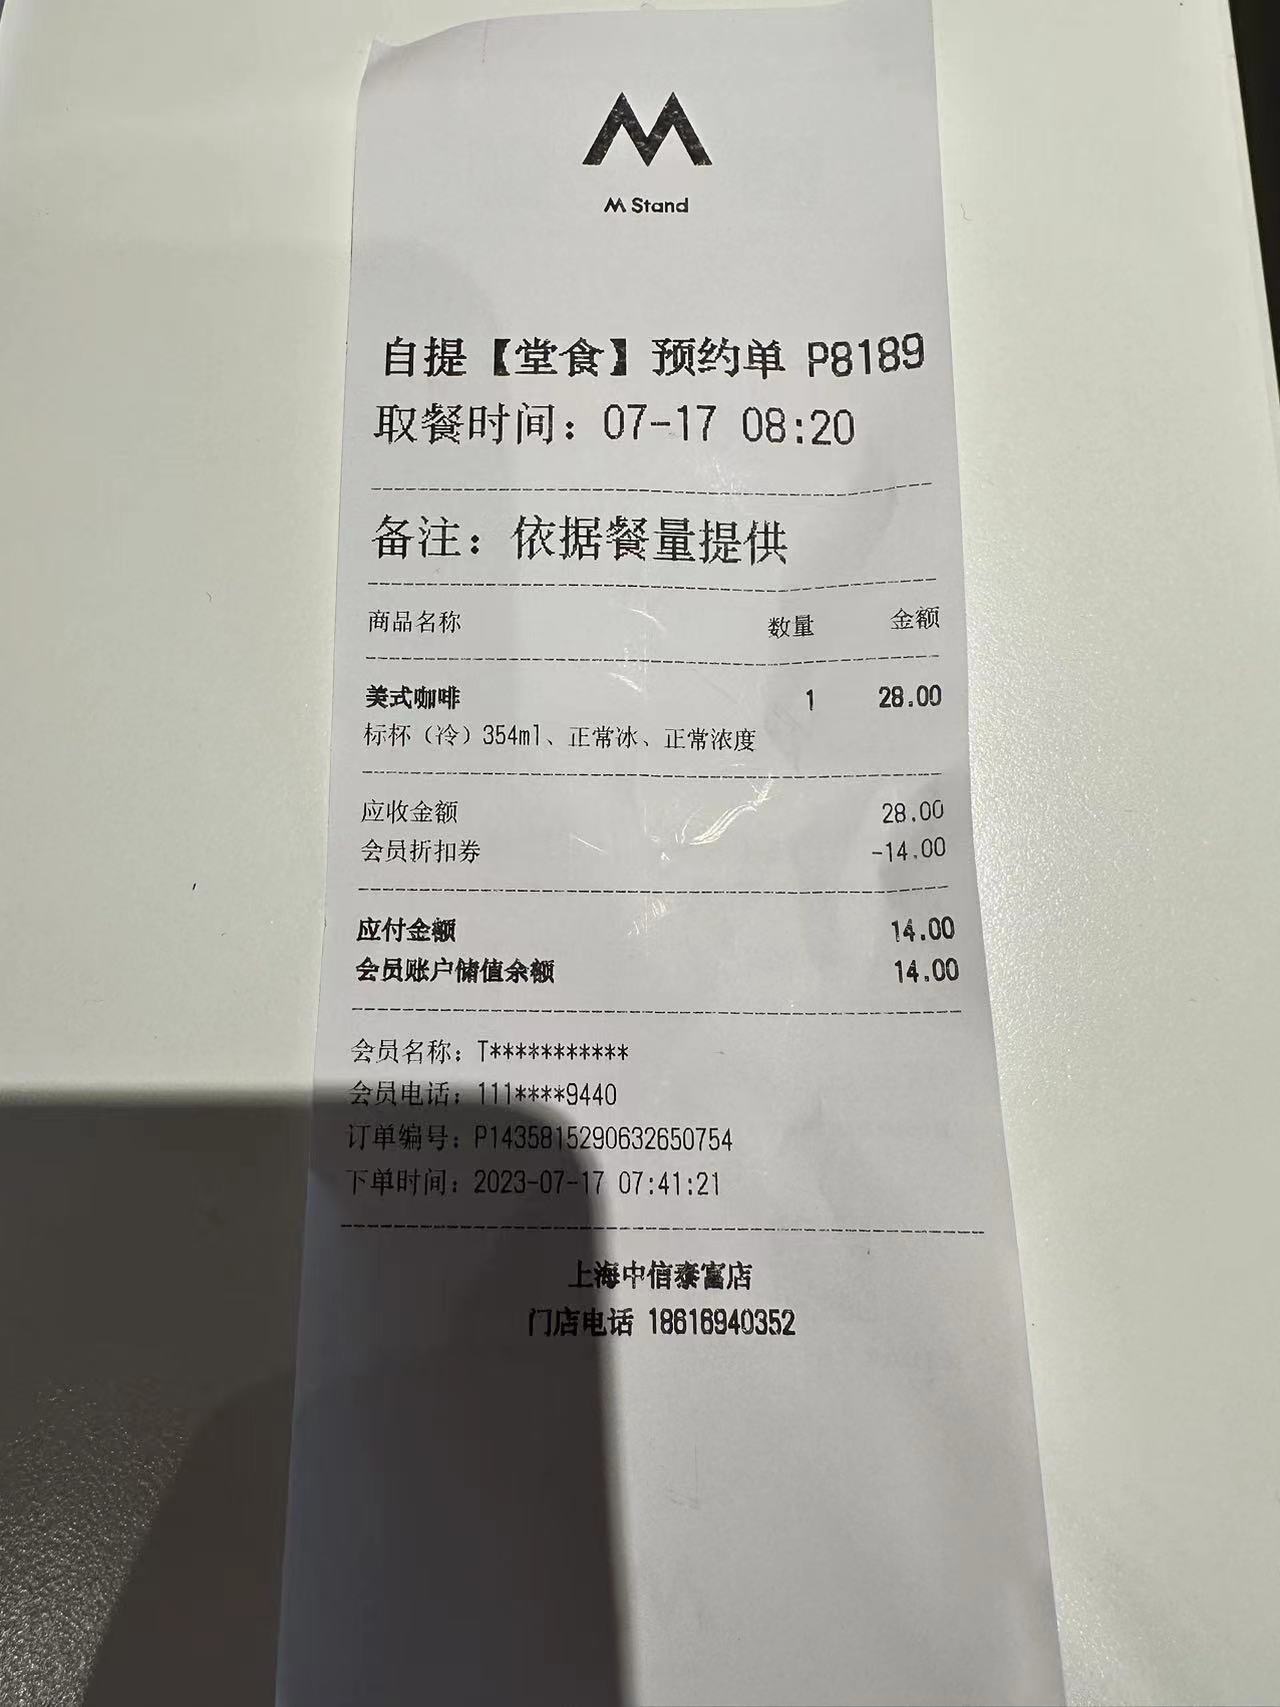 M Stand
自提【堂食】预约单 P8189
取餐时间：07-17 08:20
备注：依据餐量提供
商品名称 数量 金额
美式咖啡 1 28.00
标杯（冷）354ml、正常冰、正常浓度
应收金额 28.00
会员折扣券 -14.00
应付金额 14.00
会员账户储值余额 14.00
会员名称：T***********
会员电话：111****9440
订单编号：P1435815290632650754
下单时间：2023-07-17 07:41:21
上海中信泰富店
门店电话 18616940352